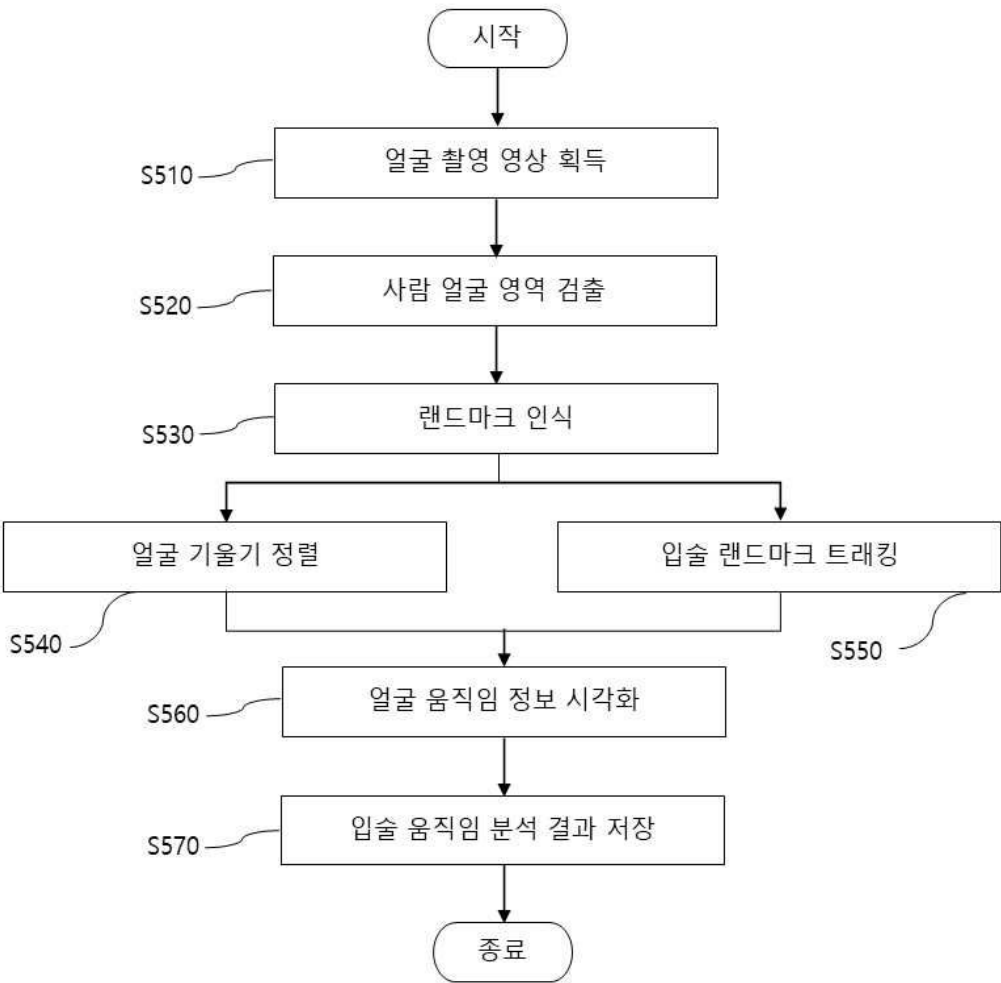 시작
얼굴 촬영 영상 획득
S510
사람 얼굴 영역 검출
S520
랜드마크 인식
S530
얼굴 기울기 정렬
입술 랜드마크 트래킹
S540
S550
얼굴 움직임 정보 시각화
S560
입술 움직임 분석 결과 저장
S570
종료